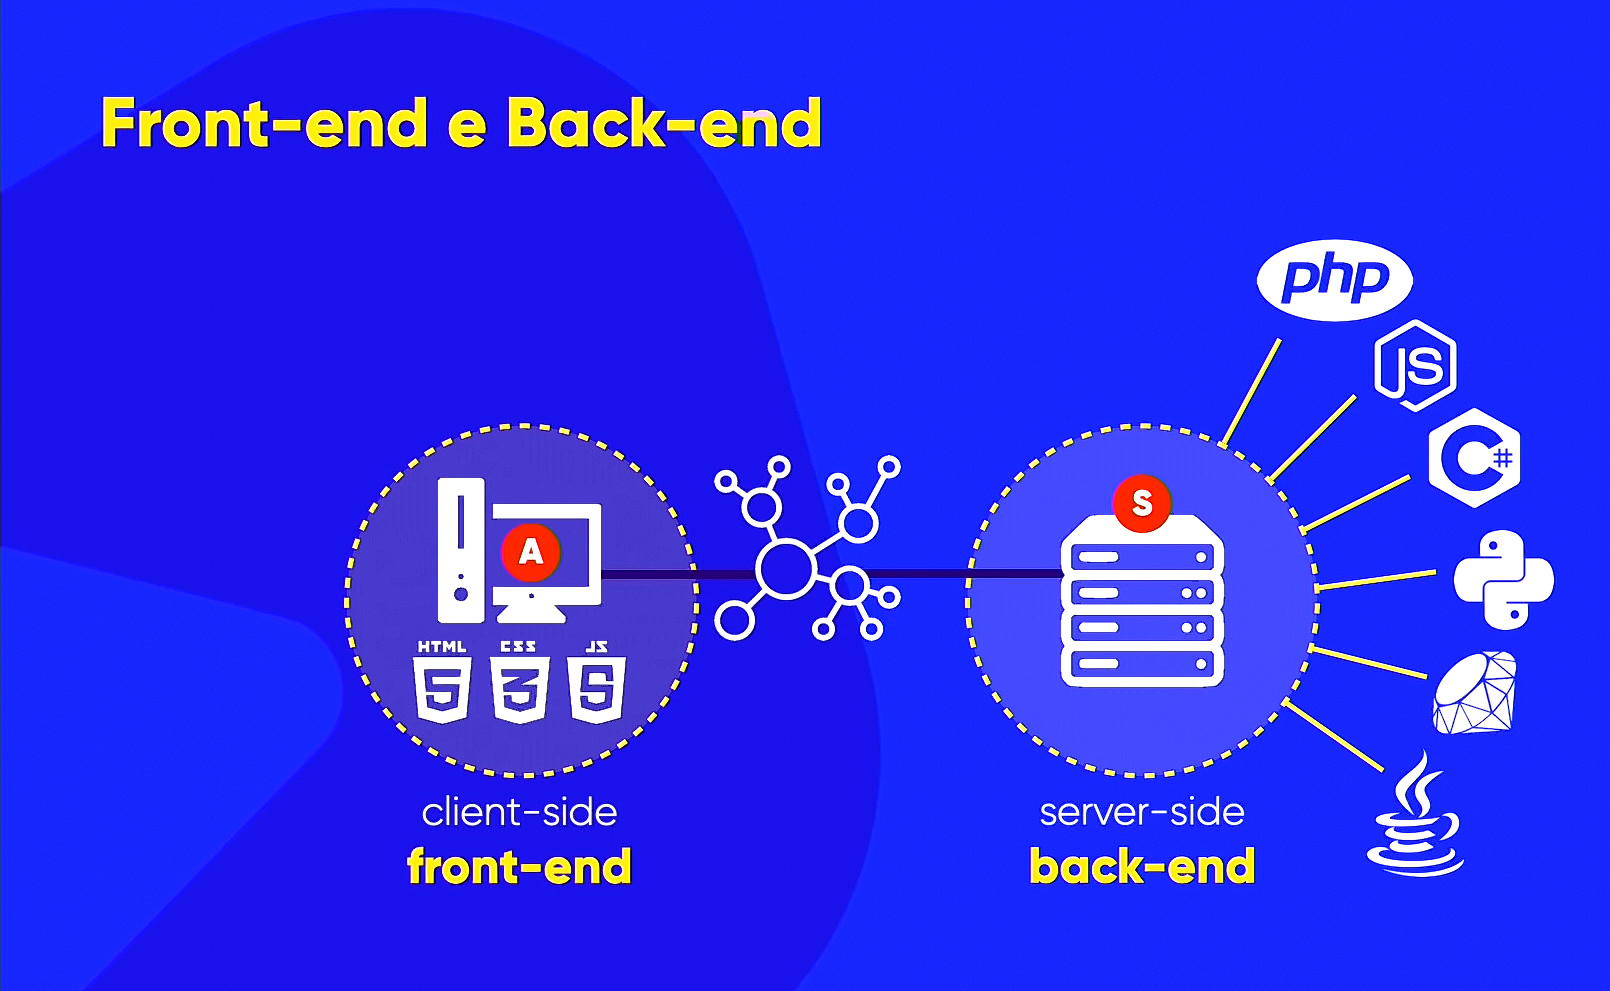 Front-end e Back-end
php
JS
C#
A
S
HTML CSS JS
5 3 S
client-side
front-end
server-side
back-end